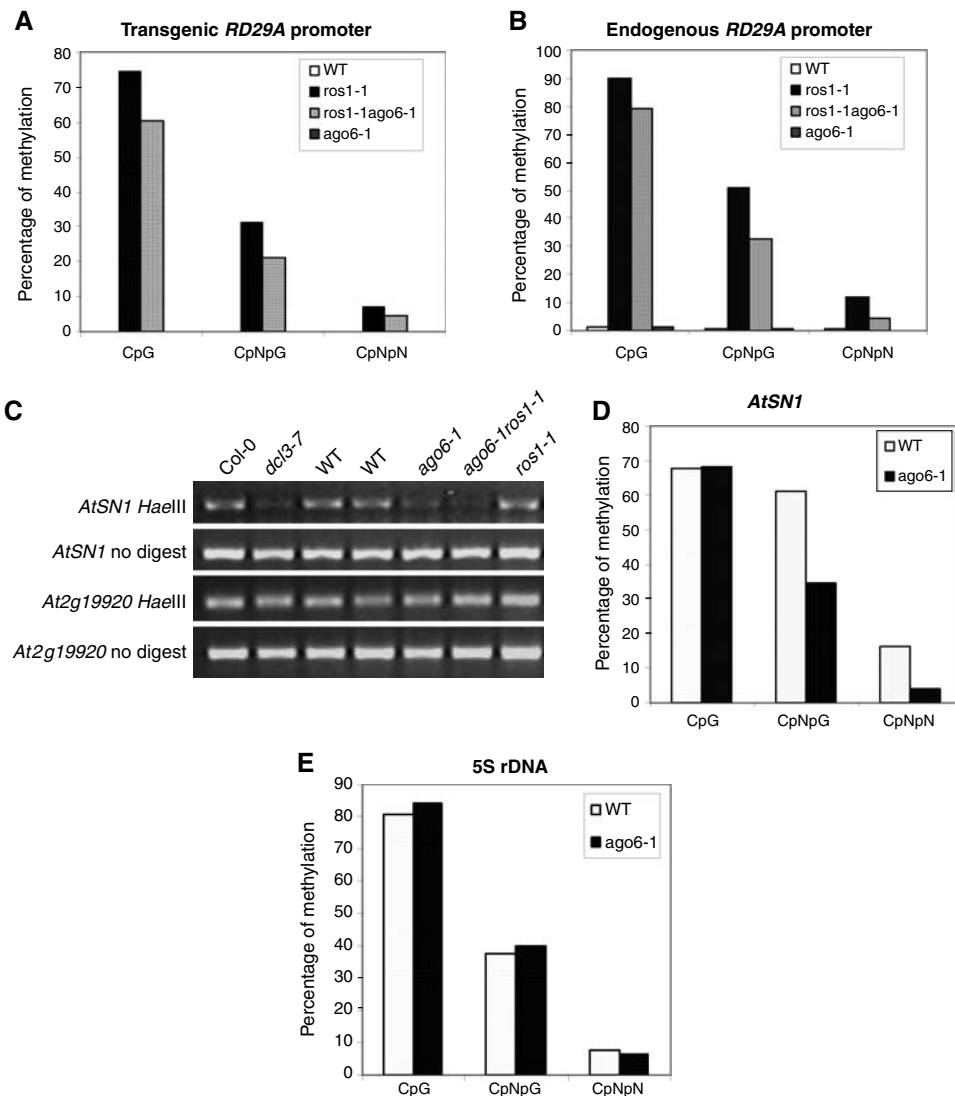 A
Transgenic RD29A promoter
Percentage of methylation
80
70
60
50
40
30
20
10
0
CpG
CpNpG
CpNpN
WT
ros1-1
ros1-1ago6-1
ago6-1
B
Endogenous RD29A promoter
Percentage of methylation
100
90
80
70
60
50
40
30
20
10
0
CpG
CpNpG
CpNpN
WT
ros1-1
ros1-1ago6-1
ago6-1
C
Col-0
dcl3-7
WT
WT
ago6-1
ago6-1ros1-1
ros1-1
AtSN1 HaeIII
AtSN1 no digest
At2g19920 HaeIII
At2g19920 no digest
D
AtSN1
Percentage of methylation
80
70
60
50
40
30
20
10
0
CpG
CpNpG
CpNpN
WT
ago6-1
E
5S rDNA
Percentage of methylation
90
80
70
60
50
40
30
20
10
0
CpG
CpNpG
CpNpN
WT
ago6-1